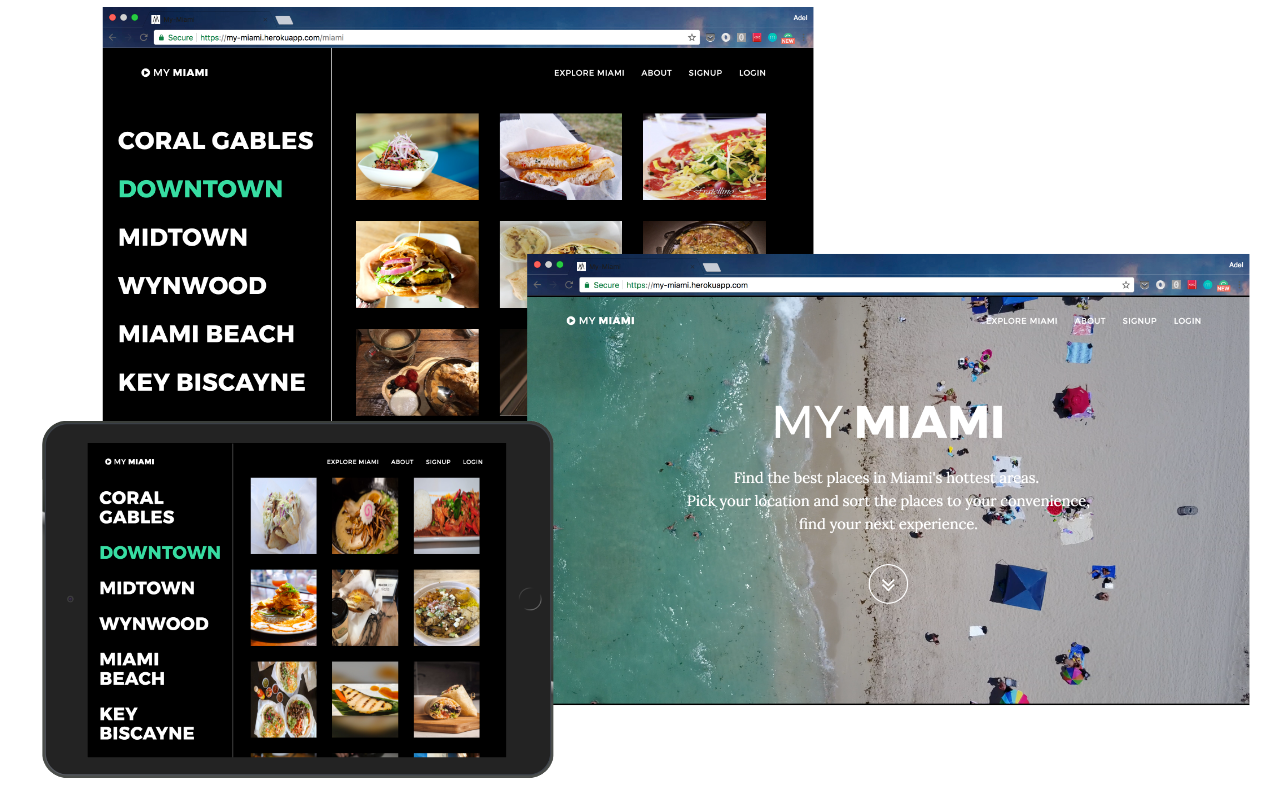 Adel
Secure https://my-miami.herokuapp.com/miami
NEW
MY MIAMI
EXPLORE MIAMI ABOUT SIGNUP LOGIN
CORAL GABLES
DOWNTOWN
MIDTOWN
WYNWOOD
MIAMI BEACH
KEY BISCAYNE
Adel
Secure https://my-miami.herokuapp.com
NEW
MY MIAMI
EXPLORE MIAMI ABOUT SIGNUP LOGIN
MY MIAMI
Find the best places in Miami's hottest areas.
Pick your location and sort the places to your convenience,
find your next experience.
MY MIAMI
EXPLORE MIAMI ABOUT SIGNUP LOGIN
CORAL
GABLES
DOWNTOWN
MIDTOWN
WYNWOOD
MIAMI
BEACH
KEY
BISCAYNE